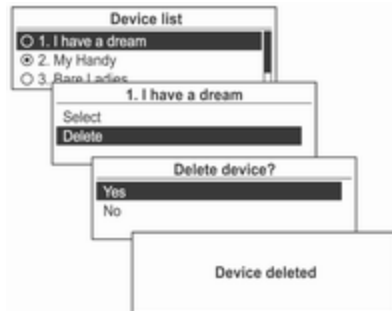 Device list
1. I have a dream
2. My Handy
3. Bare Ladies
1. I have a dream
Select
Delete
Delete device?
Yes
No
Device deleted